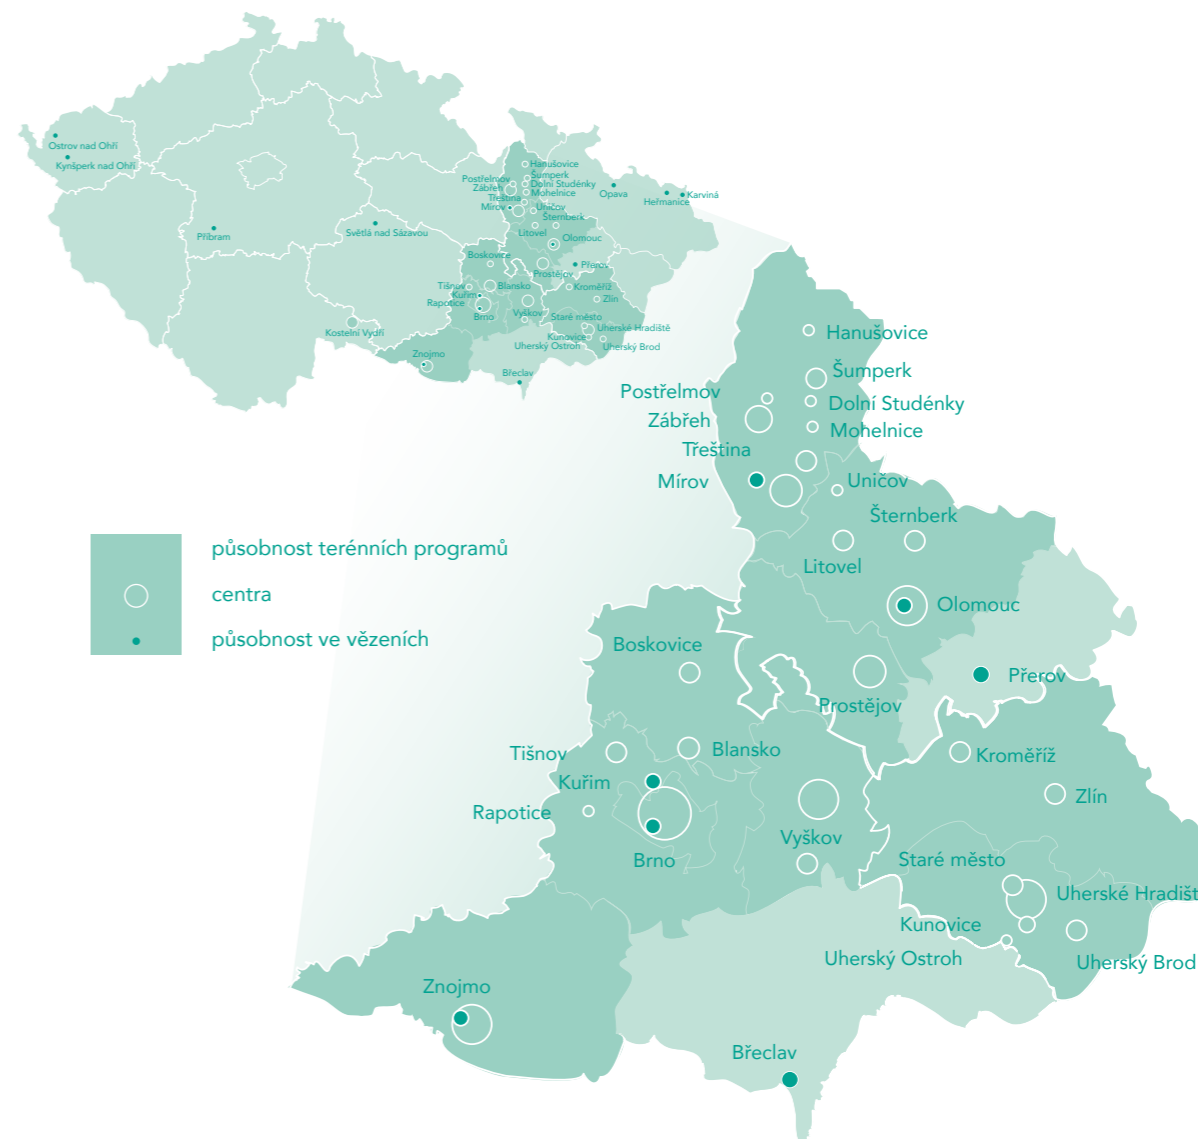 Ostrov nad Ohří
Kynšperk nad Ohří
Příbram
Světlá nad Sázavou
Kostelní Vydří
Hanušovice
Šumperk
Postřelmov
Dolní Studénky
Zábřeh
Mohelnice
Třeština
Mírov
Uničov
Šternberk
Litovel
Olomouc
Opava
Heřmanice
Karviná
Boskovice
Přerov
Prostějov
Tišnov
Blansko
Kroměříž
Kuřim
Rapotice
Zlín
Brno
Vyškov
Staré město
Uherské Hradiště
Kunovice
Uherský Ostroh
Uherský Brod
Znojmo
Břeclav
Hanušovice
Šumperk
Postřelmov
Dolní Studénky
Zábřeh
Mohelnice
Třeština
Mírov
Uničov
Šternberk
Litovel
Olomouc
působnost terénních programů
centra
působnost ve vězeních
Boskovice
Přerov
Prostějov
Tišnov
Blansko
Kroměříž
Kuřim
Zlín
Rapotice
Vyškov
Brno
Staré město
Uherské Hradišt
Kunovice
Uherský Ostroh
Uherský Brod
Znojmo
Břeclav